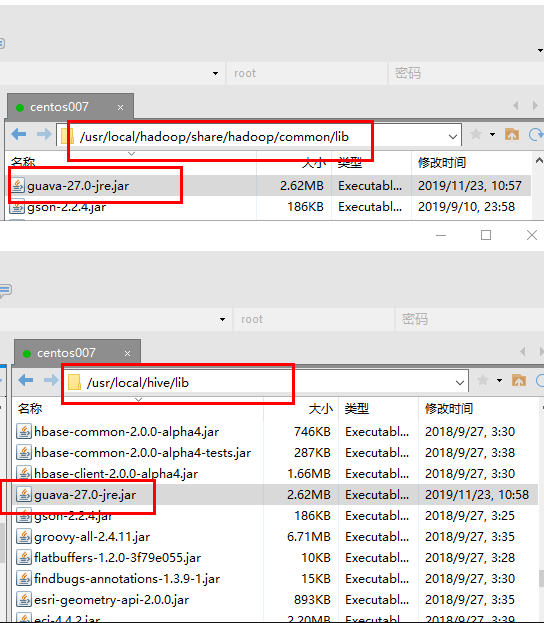 root 密码
centos007 ×
/usr/local/hadoop/share/hadoop/common/lib
名称 大小 类型 修改时间
guava-27.0-jre.jar 2.62MB Executabl... 2019/11/23, 10:57
gson-2.2.4.jar 186KB Executabl... 2019/9/10, 23:58
root 密码
centos007 ×
/usr/local/hive/lib
名称 大小 类型 修改时间
hbase-common-2.0.0-alpha4.jar 746KB Executabl... 2018/9/27, 3:30
hbase-common-2.0.0-alpha4-tests.jar 287KB Executabl... 2018/9/27, 3:38
hbase-client-2.0.0-alpha4.jar 1.66MB Executabl... 2018/9/27, 3:30
guava-27.0-jre.jar 2.62MB Executabl... 2019/11/23, 10:58
gson-2.2.4.jar 186KB Executabl... 2018/9/27, 3:25
groovy-all-2.4.11.jar 6.71MB Executabl... 2018/9/27, 3:35
flatbuffers-1.2.0-3f79e055.jar 10KB Executabl... 2018/9/27, 3:28
findbugs-annotations-1.3.9-1.jar 15KB Executabl... 2018/9/27, 3:30
esri-geometry-api-2.0.0.jar 893KB Executabl... 2018/9/27, 3:35
eci-4.4.2.jar 2.20MB Executabl... 2018/9/27, 3:30